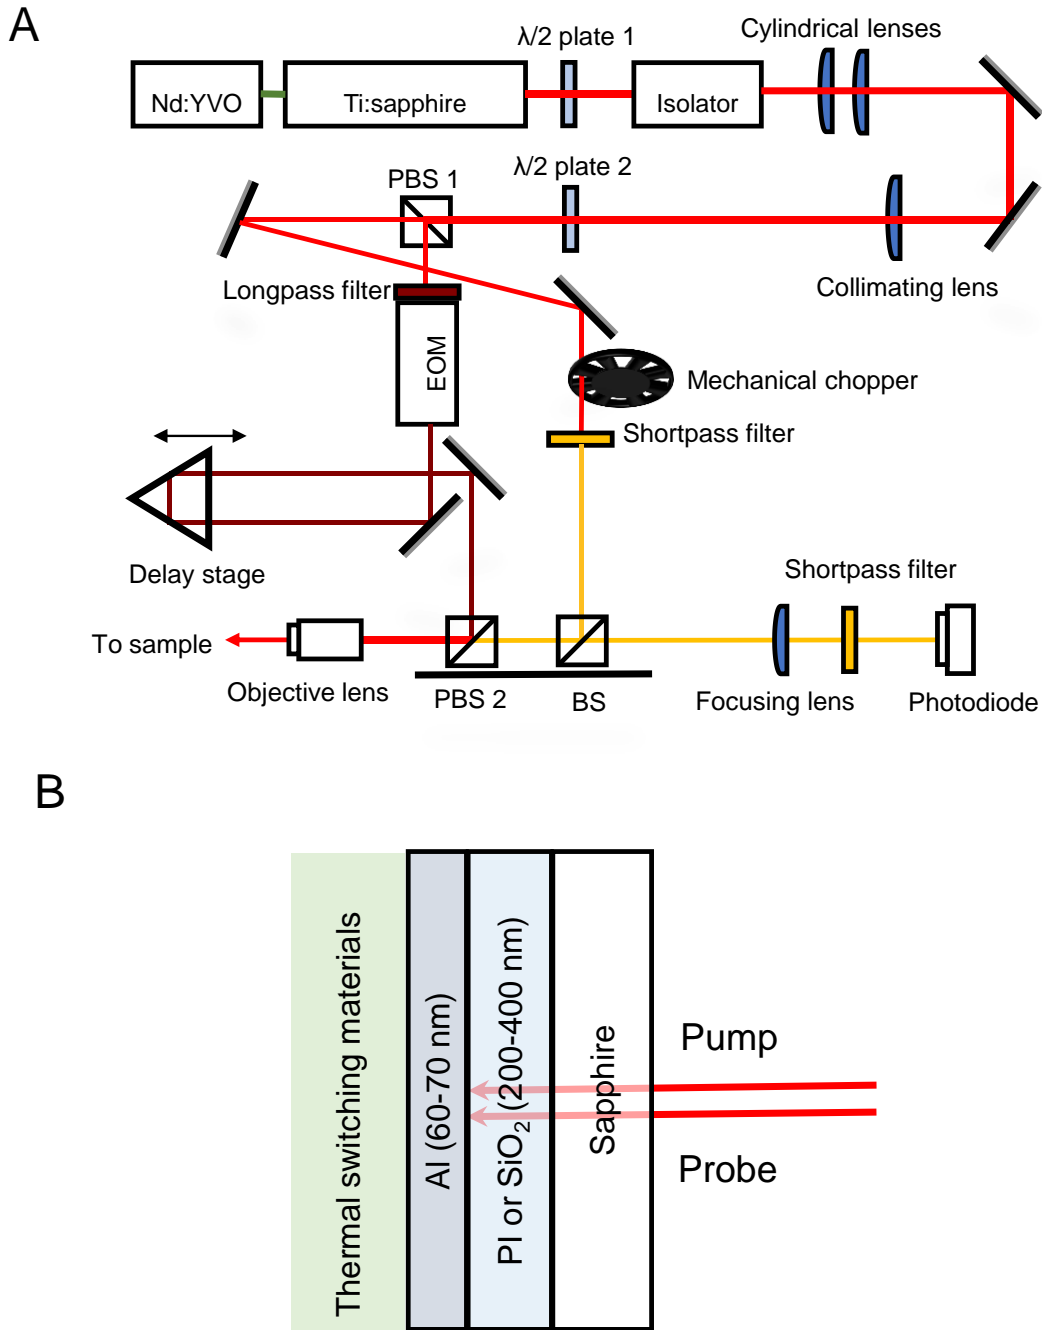 A
λ/2 plate 1
Cylindrical lenses
Nd:YVO
Ti:sapphire
Isolator
PBS 1
λ/2 plate 2
Longpass filter
Collimating lens
EOM
Mechanical chopper
Shortpass filter
Delay stage
Shortpass filter
To sample
Objective lens
PBS 2
BS
Focusing lens
Photodiode
B
Thermal switching materials
Al (60-70 nm)
PI or SiO₂ (200-400 nm)
Sapphire
Pump
Probe